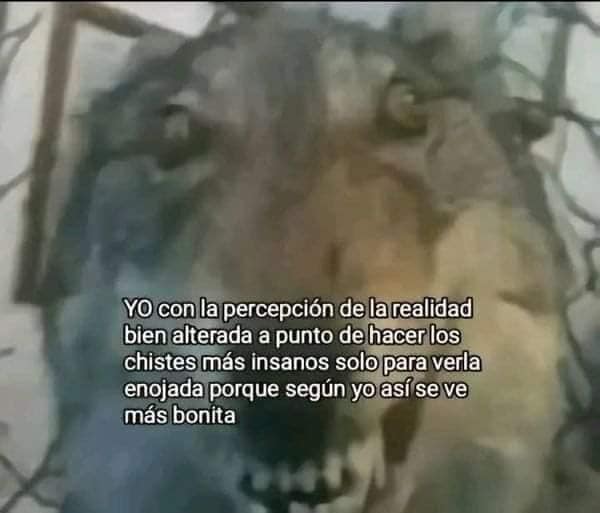 YO con la percepción de la realidad
bien alterada a punto de hacer los
chistes más insanos solo para verla
enojada porque según yo así se ve
más bonita